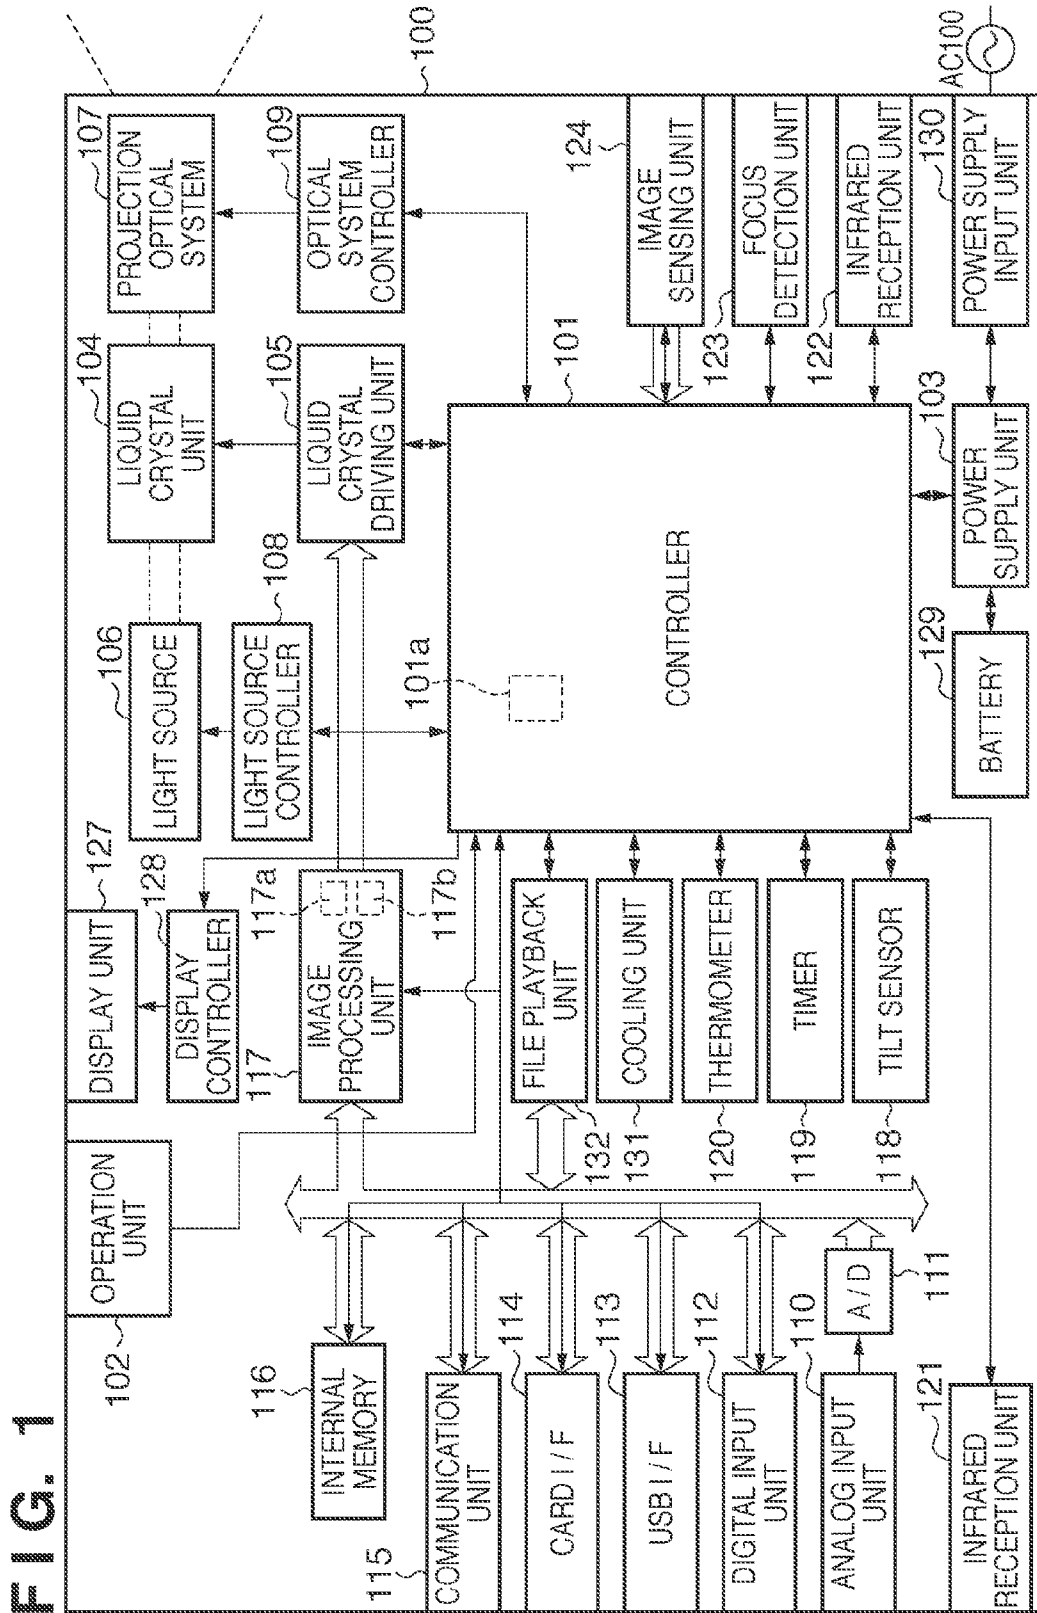 FIG. 1
100
AC100
OPERATION
UNIT
102
DISPLAY UNIT
127
DISPLAY
CONTROLLER
128
LIGHT SOURCE
106
LIGHT SOURCE
CONTROLLER
108
LIQUID
CRYSTAL
UNIT
104
LIQUID
CRYSTAL
DRIVING UNIT
105
PROJECTION
OPTICAL
SYSTEM
107
OPTICAL
SYSTEM
CONTROLLER
109
IMAGE
PROCESSING
UNIT
117
117a
117b
INTERNAL
MEMORY
116
COMMUNICATION
UNIT
115
CARD I / F
114
USB I / F
113
DIGITAL INPUT
UNIT
112
ANALOG INPUT
UNIT
110
A / D
111
INFRARED
RECEPTION UNIT
121
FILE PLAYBACK
UNIT
132
COOLING UNIT
131
THERMOMETER
120
TIMER
119
TILT SENSOR
118
CONTROLLER
101
101a
IMAGE
SENSING UNIT
124
FOCUS
DETECTION UNIT
123
INFRARED
RECEPTION UNIT
122
POWER SUPPLY
INPUT UNIT
130
POWER
SUPPLY UNIT
103
BATTERY
129